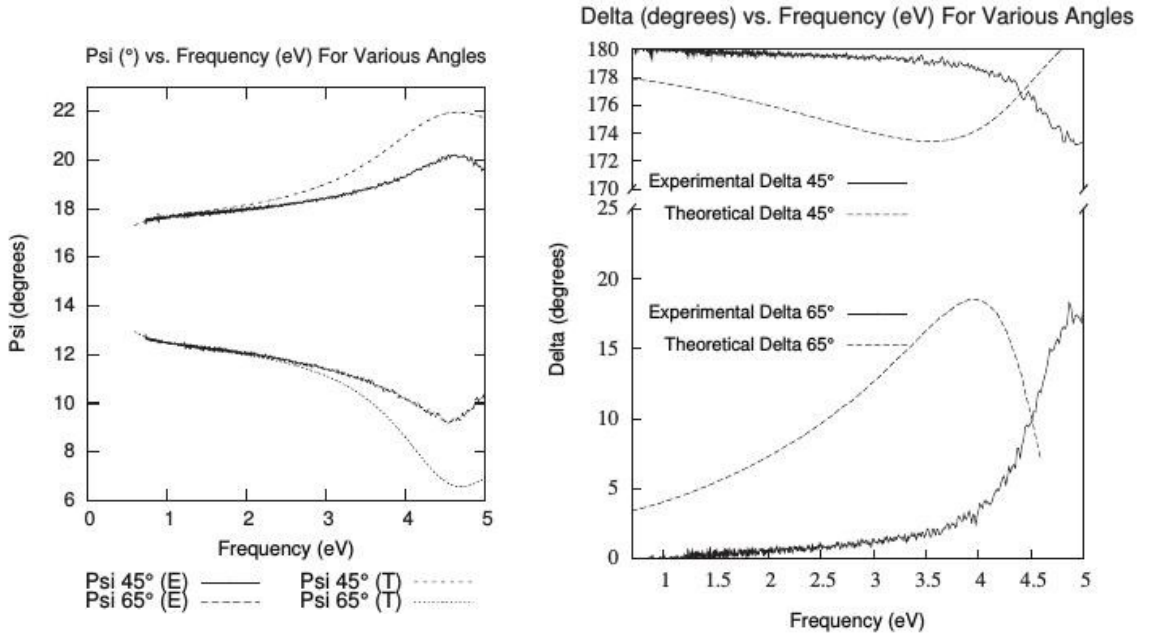 Psi (°) vs. Frequency (eV) For Various Angles
22
20
18
16
14
12
10
8
6
0 1 2 3 4 5
Psi (degrees)
Frequency (eV)
Psi 45° (E) Psi 45° (T)
Psi 65° (E) Psi 65° (T)
Delta (degrees) vs. Frequency (eV) For Various Angles
180
178
176
174
172
170
Experimental Delta 45°
Theoretical Delta 45°
25
20
15
10
5
0
Experimental Delta 65°
Theoretical Delta 65°
Delta (degrees)
1 1.5 2 2.5 3 3.5 4 4.5 5
Frequency (eV)